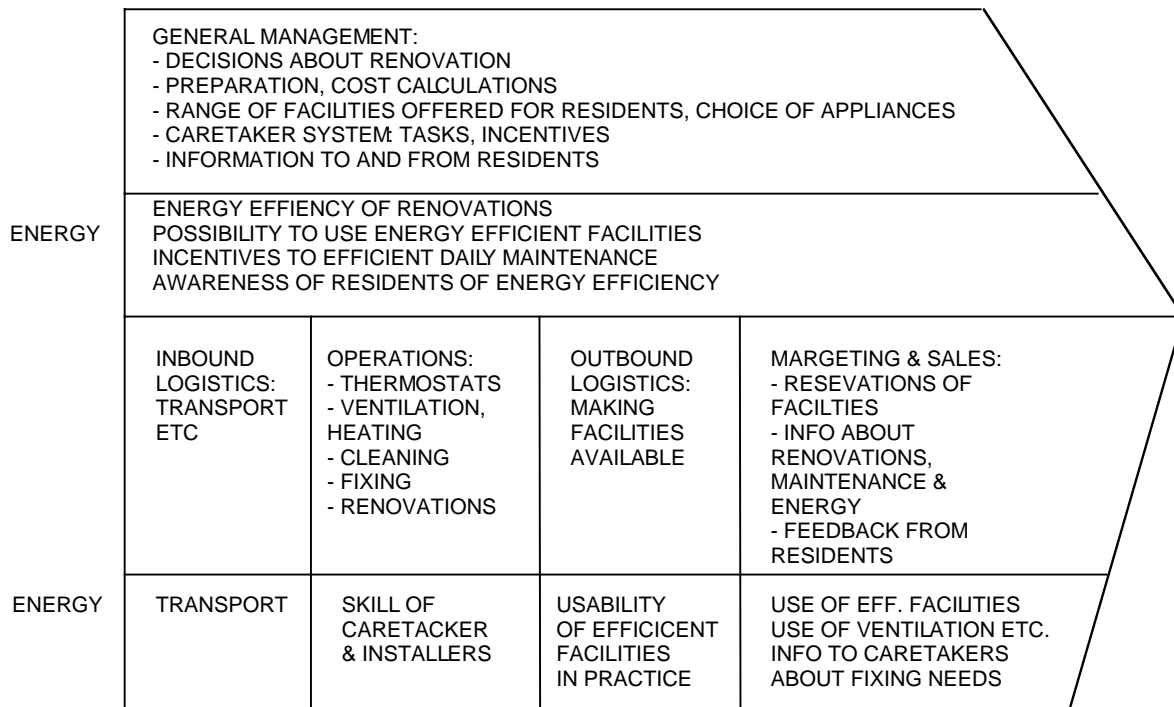 GENERAL MANAGEMENT:
- DECISIONS ABOUT RENOVATION
- PREPARATION, COST CALCULATIONS
- RANGE OF FACILITIES OFFERED FOR RESIDENTS, CHOICE OF APPLIANCES
- CARETAKER SYSTEM: TASKS, INCENTIVES
- INFORMATION TO AND FROM RESIDENTS
ENERGY
ENERGY EFFIENCY OF RENOVATIONS
POSSIBILITY TO USE ENERGY EFFICIENT FACILITIES
INCENTIVES TO EFFICIENT DAILY MAINTENANCE
AWARENESS OF RESIDENTS OF ENERGY EFFICIENCY
INBOUND
LOGISTICS:
TRANSPORT
ETC
OPERATIONS:
- THERMOSTATS
- VENTILATION,
HEATING
- CLEANING
- FIXING
- RENOVATIONS
OUTBOUND
LOGISTICS:
MAKING
FACILITIES
AVAILABLE
MARGETING & SALES:
- RESEVATIONS OF
FACILTIES
- INFO ABOUT
RENOVATIONS,
MAINTENANCE &
ENERGY
- FEEDBACK FROM
RESIDENTS
ENERGY
TRANSPORT
SKILL OF
CARETACKER
& INSTALLERS
USABILITY
OF EFFICICENT
FACILITIES
IN PRACTICE
USE OF EFF. FACILITIES
USE OF VENTILATION ETC.
INFO TO CARETAKERS
ABOUT FIXING NEEDS